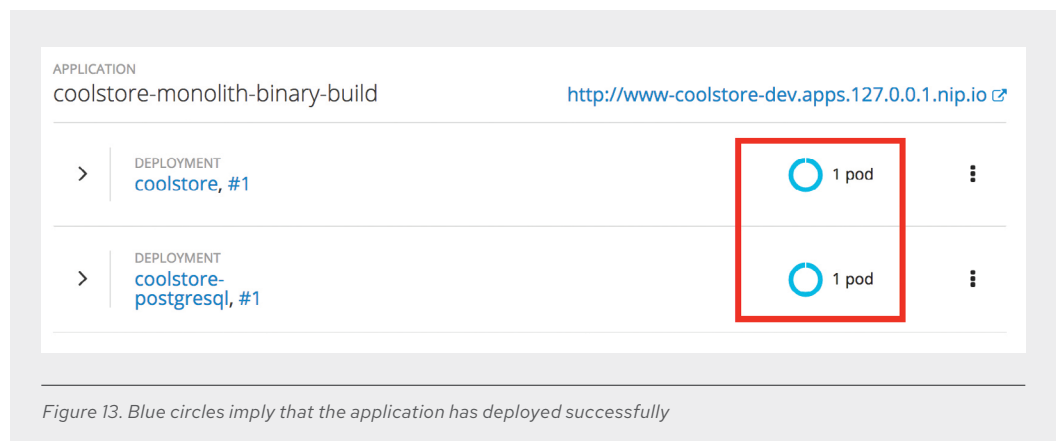 APPLICATION
coolstore-monolith-binary-build
http://www-coolstore-dev.apps.127.0.0.1.nip.io
DEPLOYMENT
coolstore, #1
1 pod
DEPLOYMENT
coolstore-
postgresql, #1
1 pod
Figure 13. Blue circles imply that the application has deployed successfully